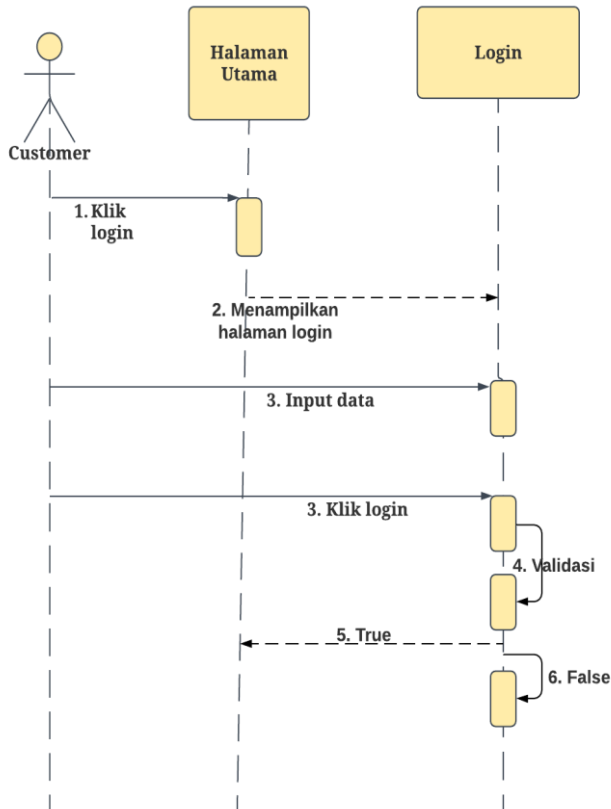 Halaman
Utama
Login
Customer
1. Klik
login
2. Menampilkan
halaman login
3. Input data
3. Klik login
4. Validasi
5. True
6. False